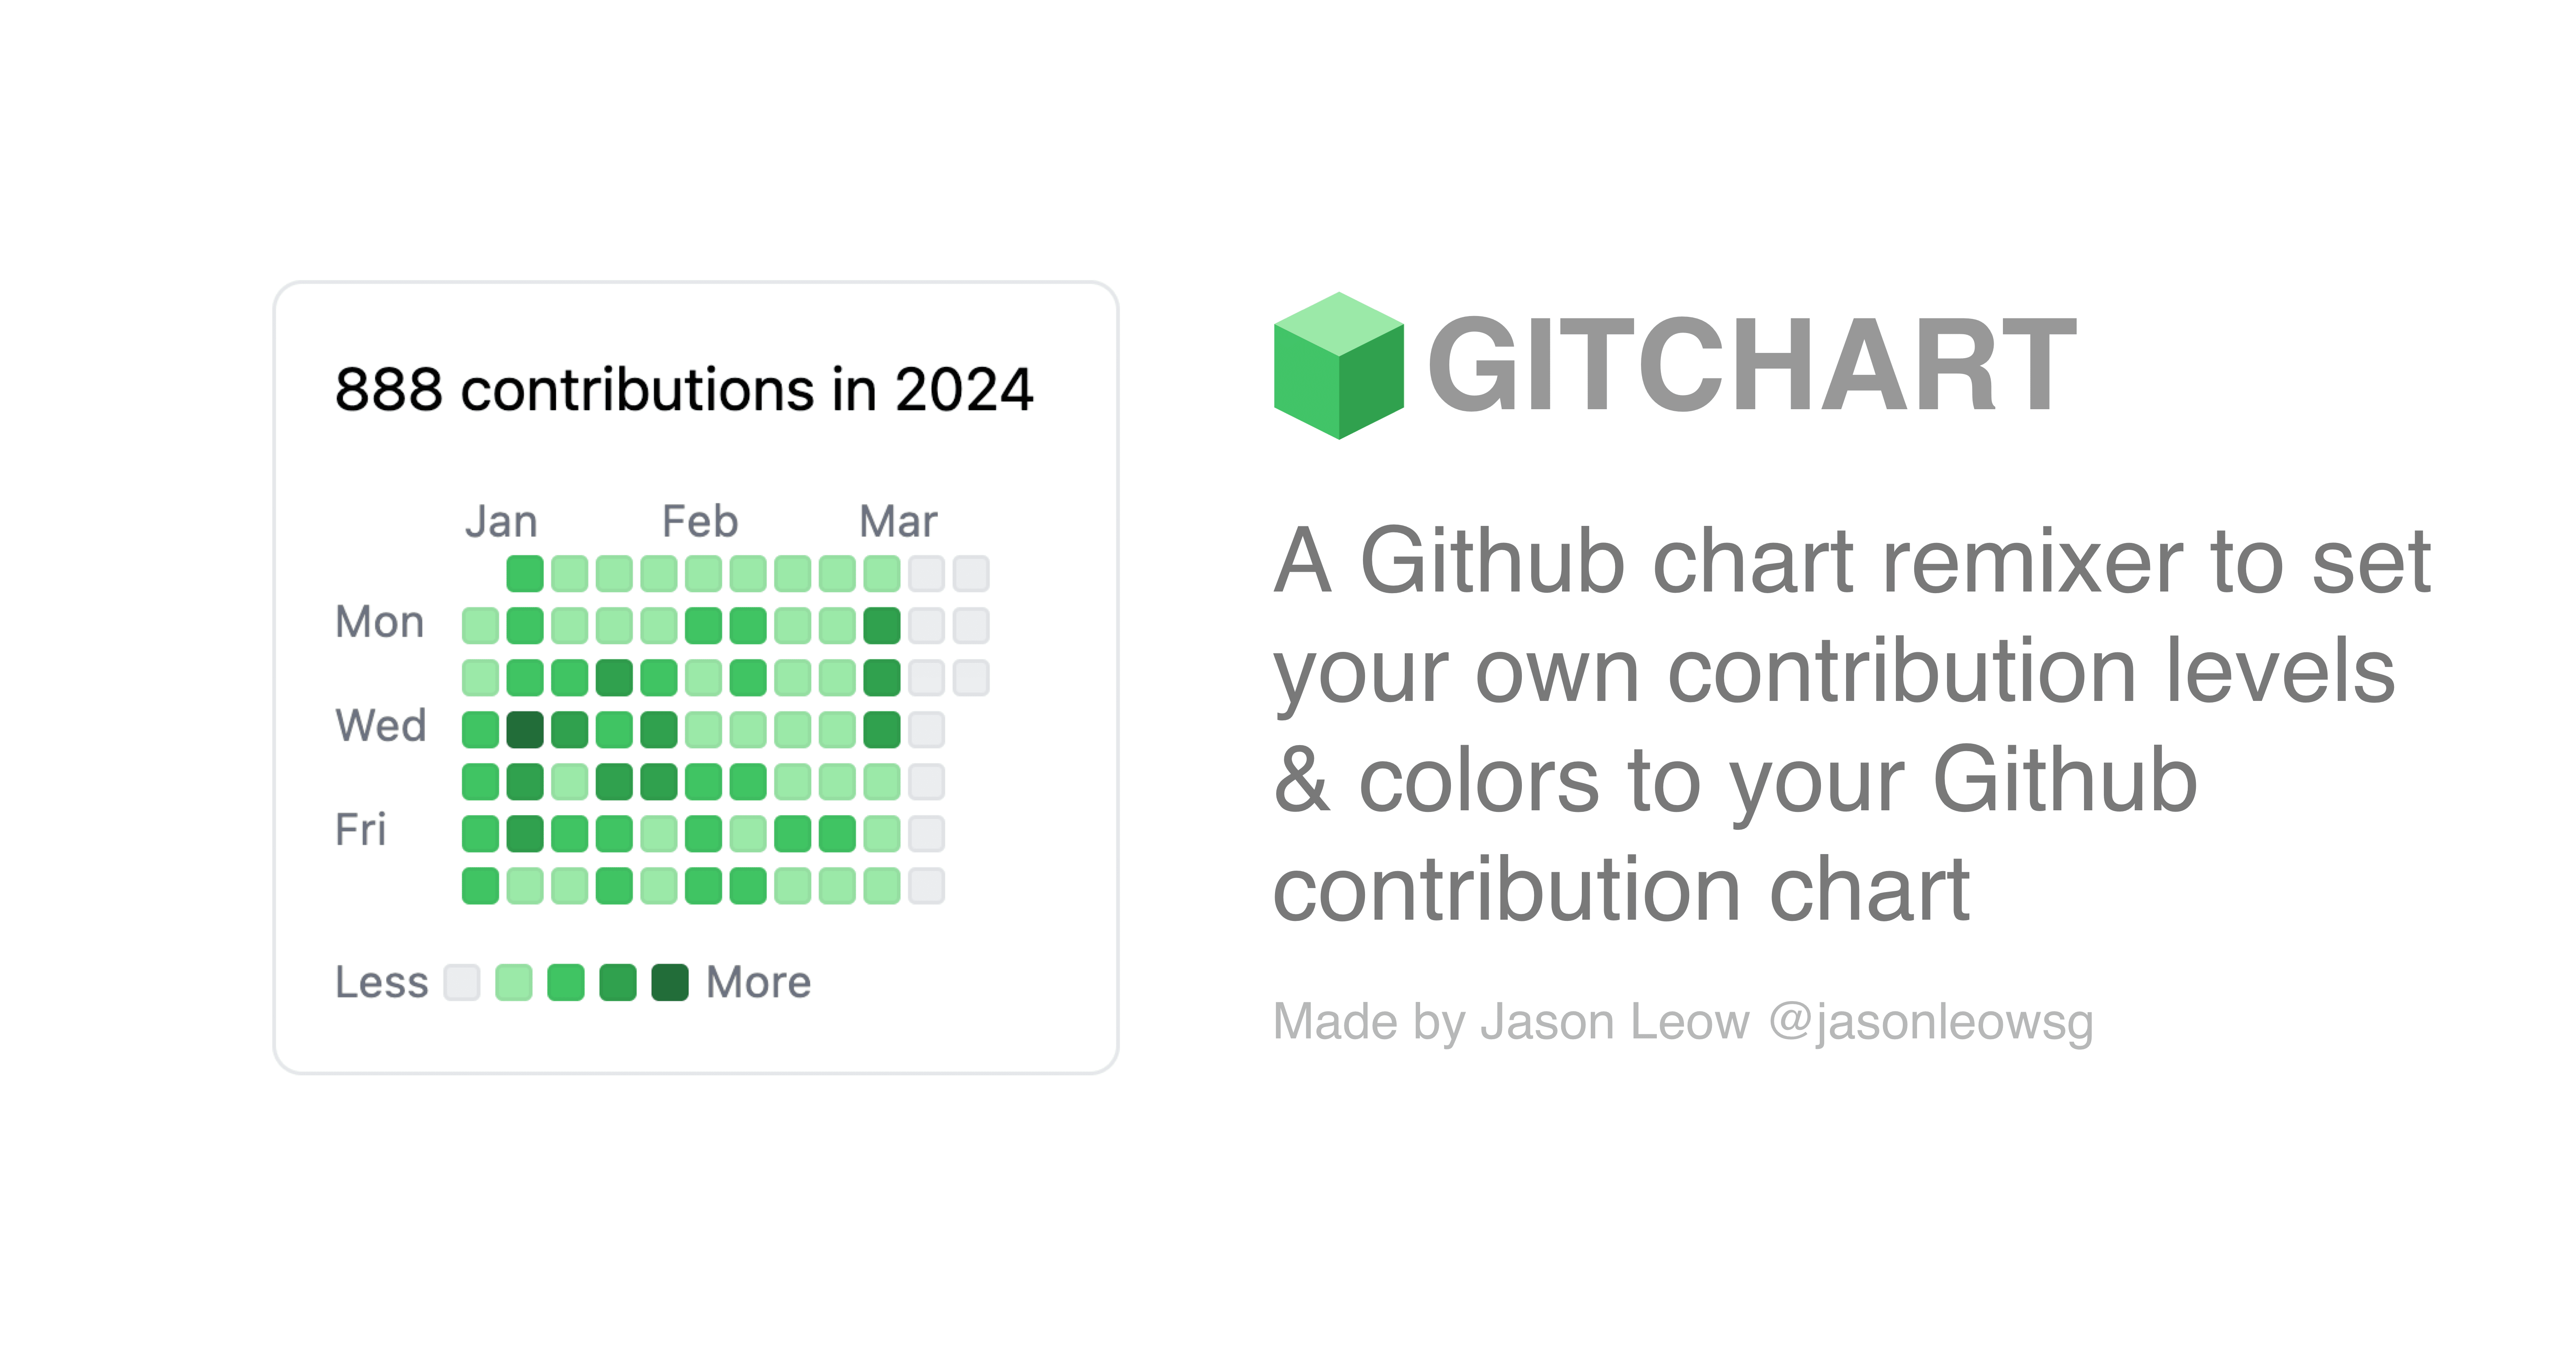 888 contributions in 2024
Jan Feb Mar
Mon
Wed
Fri
Less More
GITCHART
A Github chart remixer to set
your own contribution levels
& colors to your Github
contribution chart
Made by Jason Leow @jasonleowsg